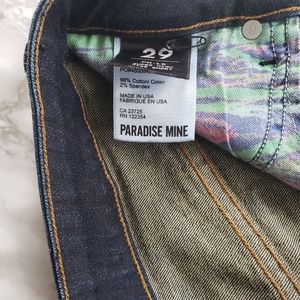 29
98% Cotton/ Coton
2% Spandex
MADE IN USA
FABRIQUÉ EN USA
CA 23725
RN 122354
PARADISE MINE